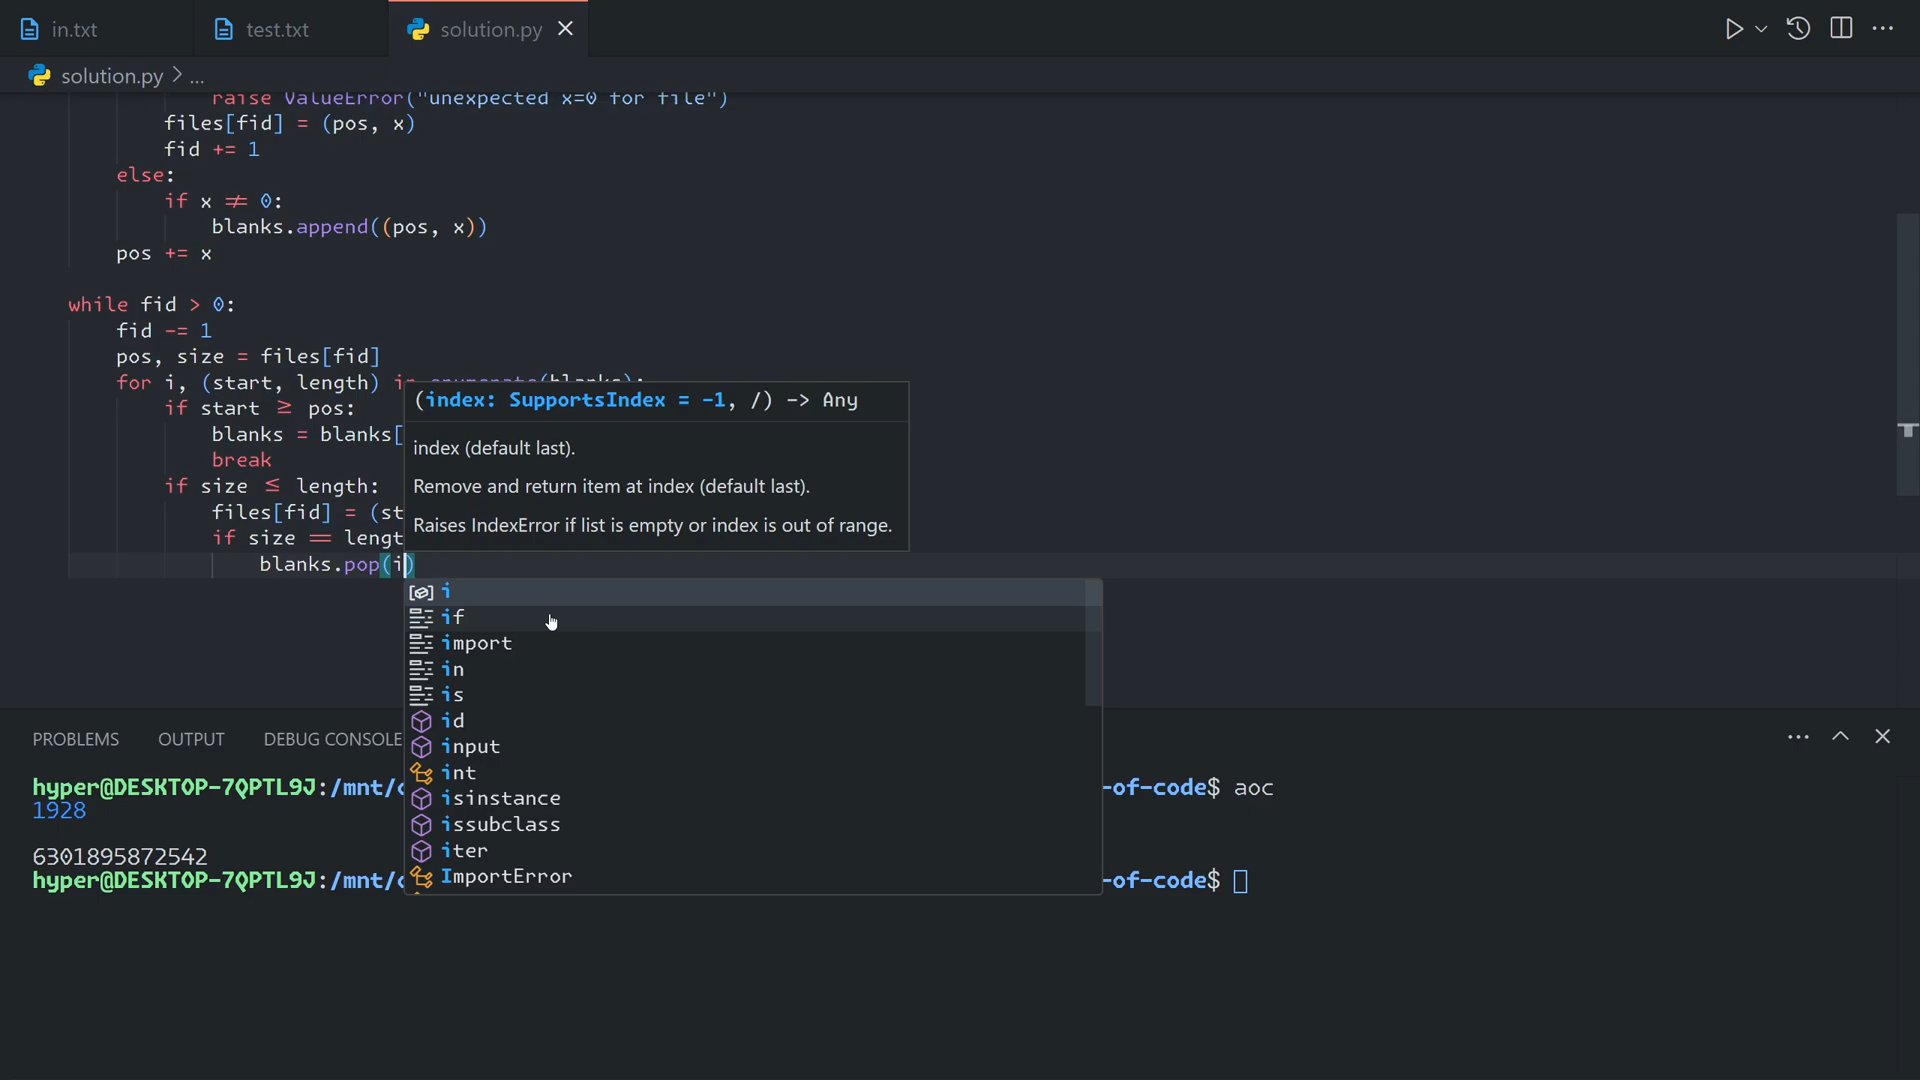 in.txt
test.txt
solution.py
solution.py > ...
raise ValueError("unexpected x=0 for file")
files[fid] = (pos, x)
fid += 1
else:
if x ≠ 0:
blanks.append((pos, x))
pos += x
while fid > 0:
fid -= 1
pos, size = files[fid]
for i, (start, length) in enumerate(blanks):
if start ≥ pos:
blanks = blanks[
break
if size ≤ length:
files[fid] = (st
if size == lengt
blanks.pop(i)
(index: SupportsIndex = -1, /) -> Any
index (default last).
Remove and return item at index (default last).
Raises IndexError if list is empty or index is out of range.
i
if
import
in
is
id
input
int
isinstance
issubclass
iter
ImportError
PROBLEMS OUTPUT DEBUG CONSOLE
hyper@DESKTOP-7QPTL9J:/mnt/ -of-code$ aoc
1928
6301895872542
hyper@DESKTOP-7QPTL9J:/mnt/ -of-code$